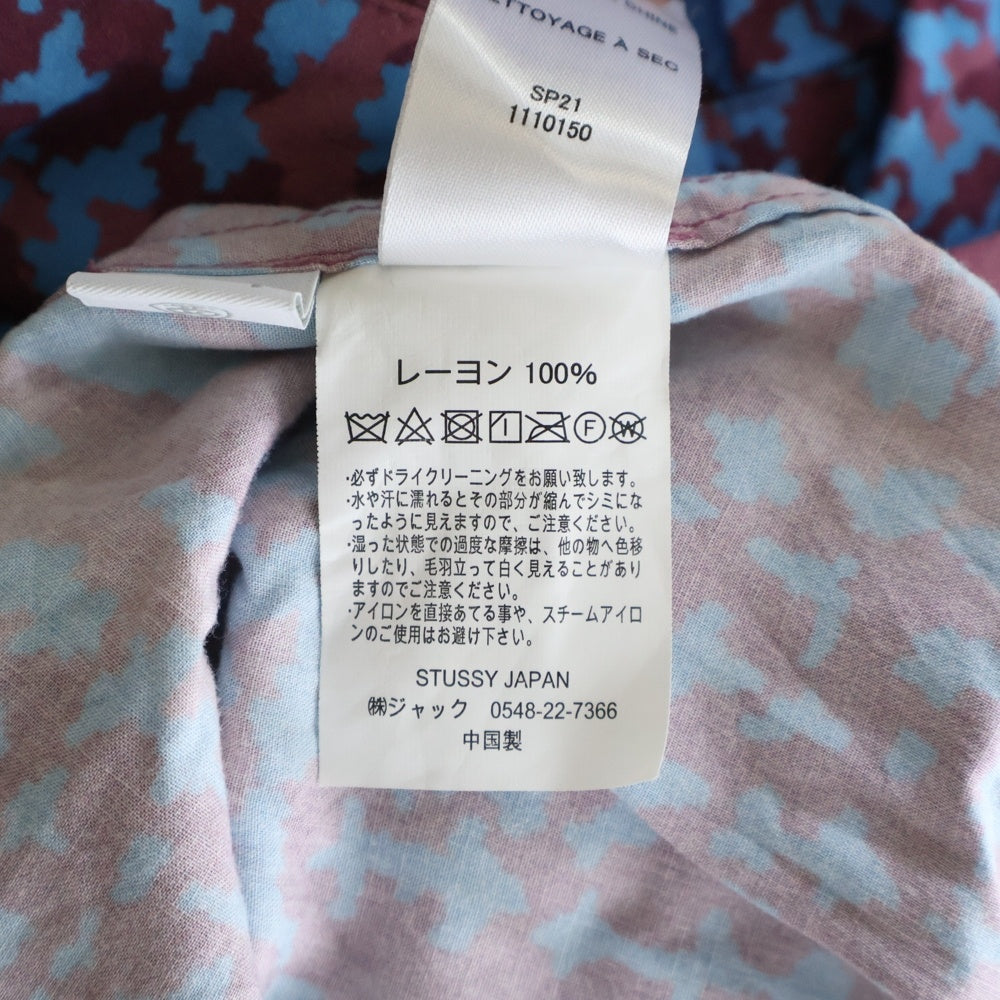 NETTOYAGE À SEC
SP21
1110150
レーヨン 100%
F
W
・必ずドライクリーニングをお願い致します。
・水や汗に濡れるとその部分が縮んでシミにな
ったように見えますので、ご注意ください。
・湿った状態での過度な摩擦は、他の物へ色移
りしたり、毛羽立って白く見えることがあり
ますのでご注意ください。
・アイロンを直接あてる事や、スチームアイロ
ンのご使用はお避け下さい。
STUSSY JAPAN
㈱ジャック 0548-22-7366
中国製